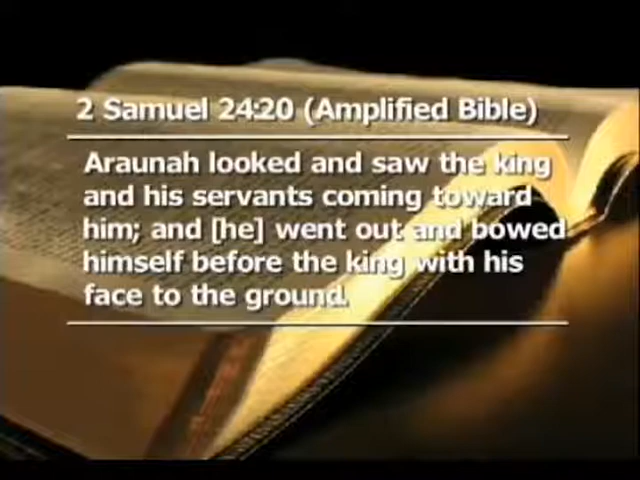 2 Samuel 24:20 (Amplified Bible)
Araunah looked and saw the king
and his servants coming toward
him; and [he] went out and bowed
himself before the king with his
face to the ground.